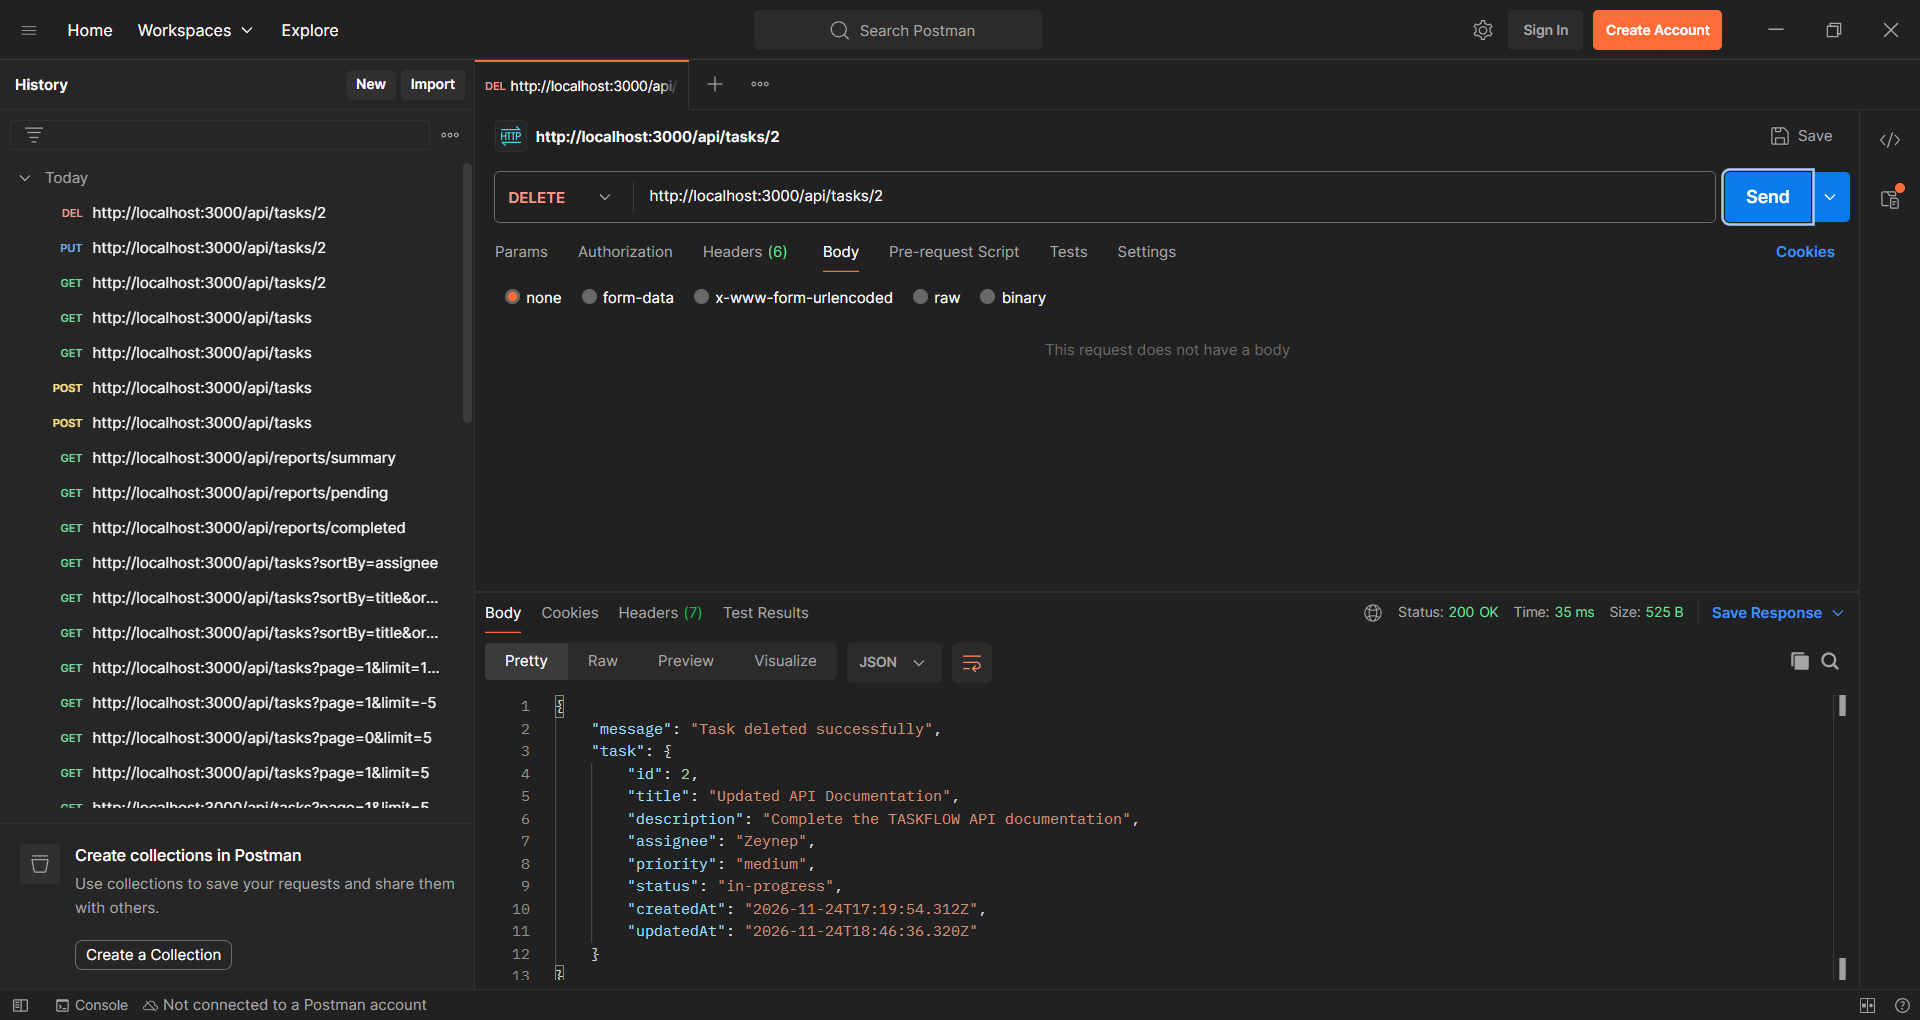 Home
Workspaces
Explore
Search Postman
Sign In
Create Account
History
New
Import
DEL http://localhost:3000/api/
HTTP http://localhost:3000/api/tasks/2
Save
Today
DEL http://localhost:3000/api/tasks/2
PUT http://localhost:3000/api/tasks/2
GET http://localhost:3000/api/tasks/2
GET http://localhost:3000/api/tasks
GET http://localhost:3000/api/tasks
POST http://localhost:3000/api/tasks
POST http://localhost:3000/api/tasks
GET http://localhost:3000/api/reports/summary
GET http://localhost:3000/api/reports/pending
GET http://localhost:3000/api/reports/completed
GET http://localhost:3000/api/tasks?sortBy=assignee
GET http://localhost:3000/api/tasks?sortBy=title&or...
GET http://localhost:3000/api/tasks?sortBy=title&or...
GET http://localhost:3000/api/tasks?page=1&limit=1...
GET http://localhost:3000/api/tasks?page=1&limit=-5
GET http://localhost:3000/api/tasks?page=0&limit=5
GET http://localhost:3000/api/tasks?page=1&limit=5
GET http://localhost:3000/api/tasks?page=1&limit=5
Create collections in Postman
Use collections to save your requests and share them
with others.
Create a Collection
DELETE
http://localhost:3000/api/tasks/2
Send
Params
Authorization
Headers (6)
Body
Pre-request Script
Tests
Settings
Cookies
none
form-data
x-www-form-urlencoded
raw
binary
This request does not have a body
Body
Cookies
Headers (7)
Test Results
Status: 200 OK
Time: 35 ms
Size: 525 B
Save Response
Pretty
Raw
Preview
Visualize
JSON
1 {
2 "message": "Task deleted successfully",
3 "task": {
4 "id": 2,
5 "title": "Updated API Documentation",
6 "description": "Complete the TASKFLOW API documentation",
7 "assignee": "Zeynep",
8 "priority": "medium",
9 "status": "in-progress",
10 "createdAt": "2026-11-24T17:19:54.312Z",
11 "updatedAt": "2026-11-24T18:46:36.320Z"
12 }
13 }
Console
Not connected to a Postman account